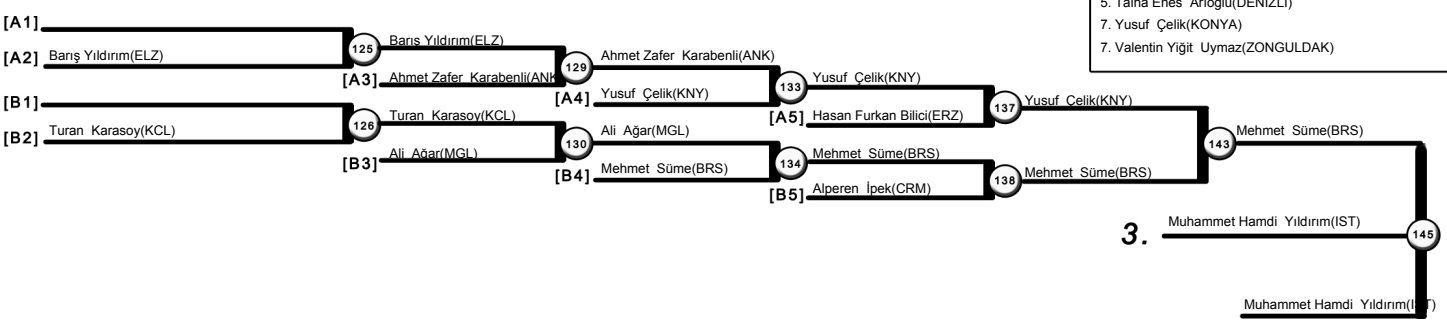 5. Talha Enes Arıoğlu(DENİZLİ)
7. Yusuf Çelik(KONYA)
7. Valentin Yiğit Uymaz(ZONGULDAK)
[A1]
[A2] Barış Yıldırım(ELZ)
125
Barış Yıldırım(ELZ)
[A3] Ahmet Zafer Karabenli(ANK
129
Ahmet Zafer Karabenli(ANK)
[A4] Yusuf Çelik(KNY)
133
Yusuf Çelik(KNY)
[A5] Hasan Furkan Bilici(ERZ)
137
Yusuf Çelik(KNY)
[B1]
[B2] Turan Karasoy(KCL)
126
Turan Karasoy(KCL)
[B3] Ali Ağar(MGL)
130
Ali Ağar(MGL)
[B4] Mehmet Süme(BRS)
134
Mehmet Süme(BRS)
[B5] Alperen İpek(CRM)
138
Mehmet Süme(BRS)
143
Mehmet Süme(BRS)
3. Muhammet Hamdi Yıldırım(IST)
145
Muhammet Hamdi Yıldırım(IST)